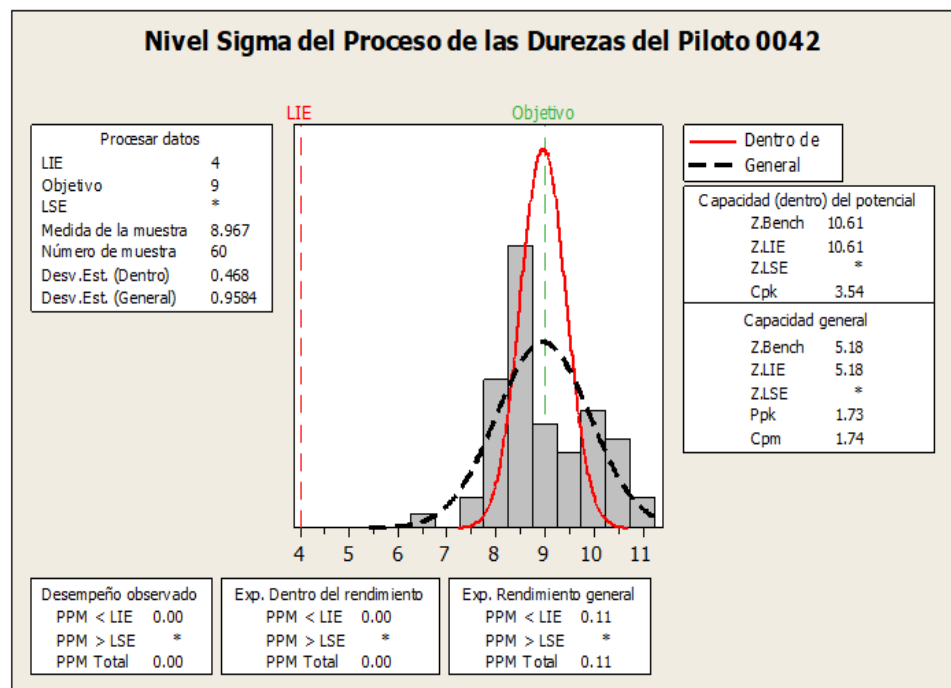 Nivel Sigma del Proceso de las Durezas del Piloto 0042
LIE
Objetivo
Procesar datos
LIE 4
Objetivo 9
LSE *
Medida de la muestra 8.967
Número de muestra 60
Desv.Est. (Dentro) 0.468
Desv.Est. (General) 0.9584
Dentro de
General
Capacidad (dentro) del potencial
Z.Bench 10.61
Z.LIE 10.61
Z.LSE *
Cpk 3.54
Capacidad general
Z.Bench 5.18
Z.LIE 5.18
Z.LSE *
Ppk 1.73
Cpm 1.74
4 5 6 7 8 9 10 11
Desempeño observado
PPM < LIE 0.00
PPM > LSE *
PPM Total 0.00
Exp. Dentro del rendimiento
PPM < LIE 0.00
PPM > LSE *
PPM Total 0.00
Exp. Rendimiento general
PPM < LIE 0.11
PPM > LSE *
PPM Total 0.11